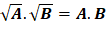 √A.√B = A.B